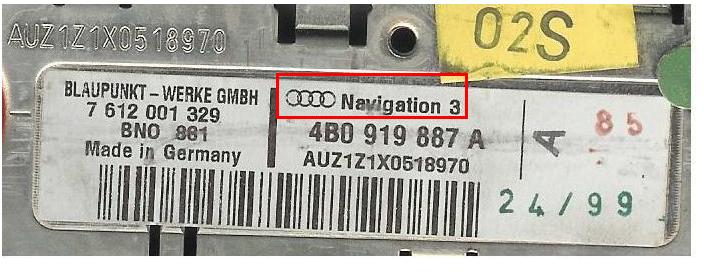 AUZ1Z1X0518970
02S
BLAUPUNKT – WERKE GMBH
7 612 001 329
BNO 881
Made in Germany
Navigation 3
4B0 919 887 A
AUZ1Z1X0518970
A
85
24/99